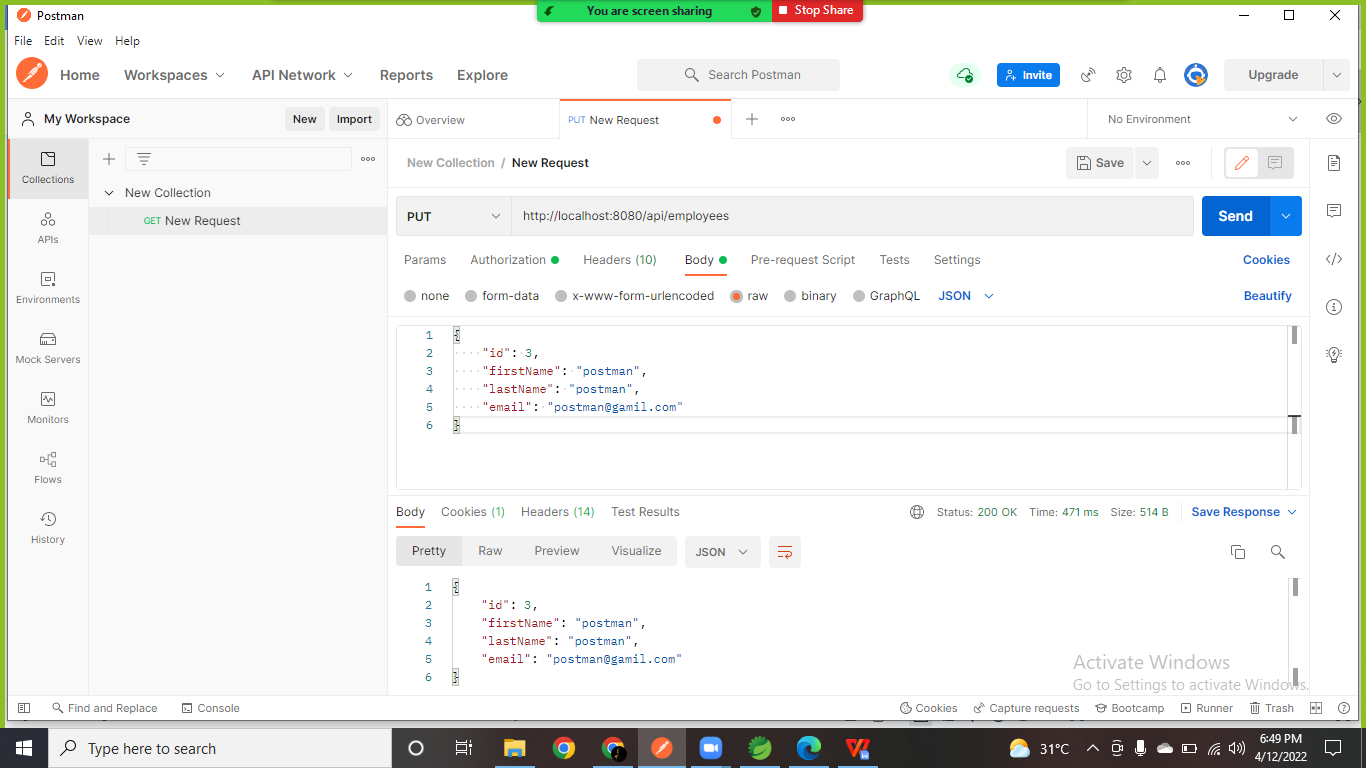 Postman
You are screen sharing
Stop Share
File Edit View Help
Home Workspaces API Network Reports Explore
Search Postman
Invite
Upgrade
My Workspace
New Import
Overview
PUT New Request
No Environment
Collections
APIs
Environments
Mock Servers
Monitors
Flows
History
New Collection
GET New Request
New Collection / New Request
Save
PUT
http://localhost:8080/api/employees
Send
Params Authorization Headers (10) Body Pre-request Script Tests Settings
Cookies
none form-data x-www-form-urlencoded raw binary GraphQL JSON
Beautify
1 {
2 "id": 3,
3 "firstName": "postman",
4 "lastName": "postman",
5 "email": "postman@gamil.com"
6 }
Body Cookies (1) Headers (14) Test Results
Status: 200 OK Time: 471 ms Size: 514 B
Save Response
Pretty Raw Preview Visualize JSON
1 {
2 "id": 3,
3 "firstName": "postman",
4 "lastName": "postman",
5 "email": "postman@gamil.com"
6 }
Activate Windows
Go to Settings to activate Windows.
Find and Replace Console
Cookies Capture requests Bootcamp Runner Trash
Type here to search
31°C
6:49 PM
4/12/2022